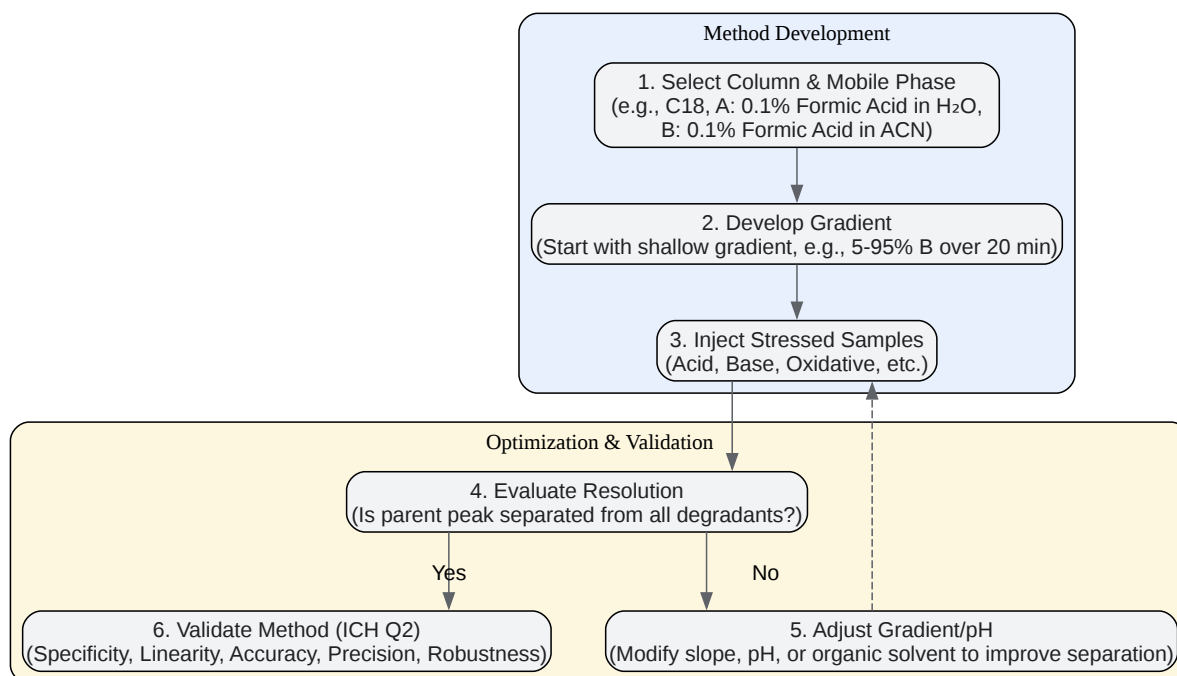 Method Development
1. Select Column & Mobile Phase
(e.g., C18, A: 0.1% Formic Acid in H₂O,
B: 0.1% Formic Acid in ACN)
2. Develop Gradient
(Start with shallow gradient, e.g., 5-95% B over 20 min)
3. Inject Stressed Samples
(Acid, Base, Oxidative, etc.)
Optimization & Validation
4. Evaluate Resolution
(Is parent peak separated from all degradants?)
Yes
No
6. Validate Method (ICH Q2)
(Specificity, Linearity, Accuracy, Precision, Robustness)
5. Adjust Gradient/pH
(Modify slope, pH, or organic solvent to improve separation)